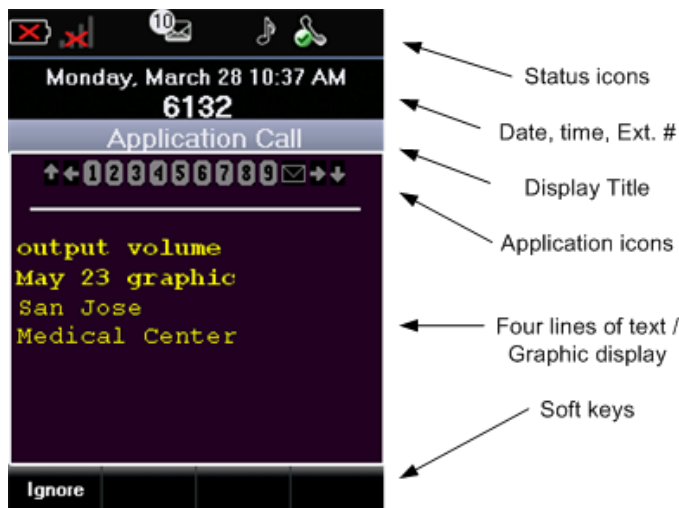 10
Status icons
Monday, March 28 10:37 AM
6132
Date, time, Ext. #
Application Call
Display Title
1 2 3 4 5 6 7 8 9
Application icons
output volume
May 23 graphic
San Jose
Medical Center
Four lines of text /
Graphic display
Soft keys
Ignore